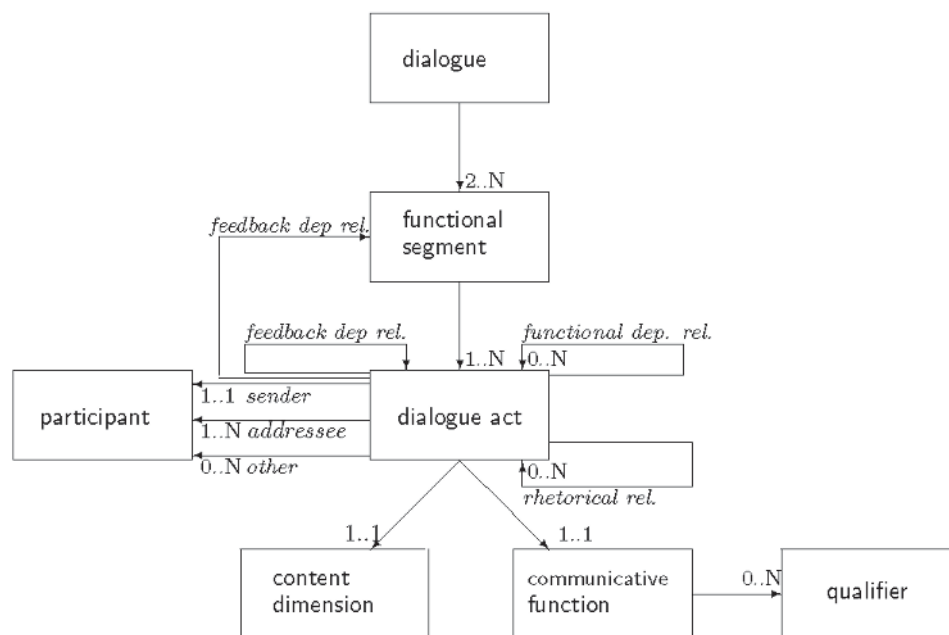 dialogue
2..N
functional
segment
feedback dep rel.
feedback dep rel.
functional dep. rel.
1..N
0..N
participant
1..1 sender
1..N addressee
0..N other
dialogue act
0..N
rhetorical rel.
1..1
1..1
content
dimension
communicative
function
0..N
qualifier